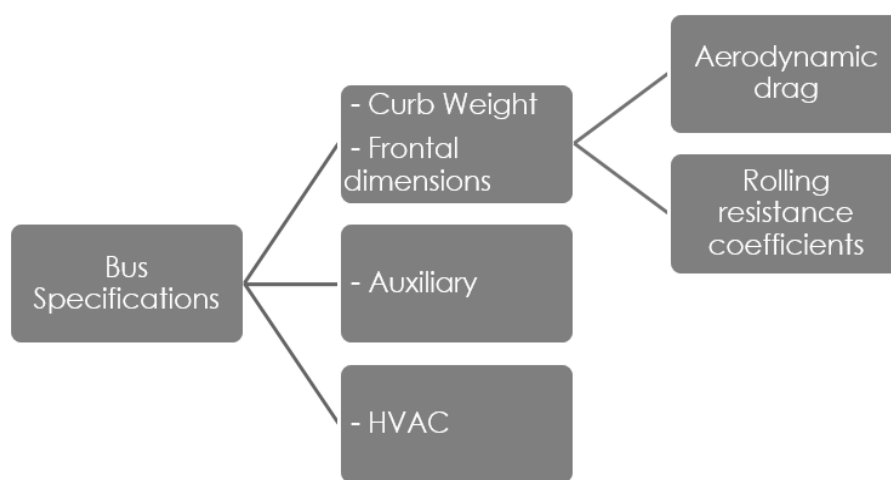 Bus
Specifications
- Curb Weight
- Frontal
dimensions
- Auxiliary
- HVAC
Aerodynamic
drag
Rolling
resistance
coefficients